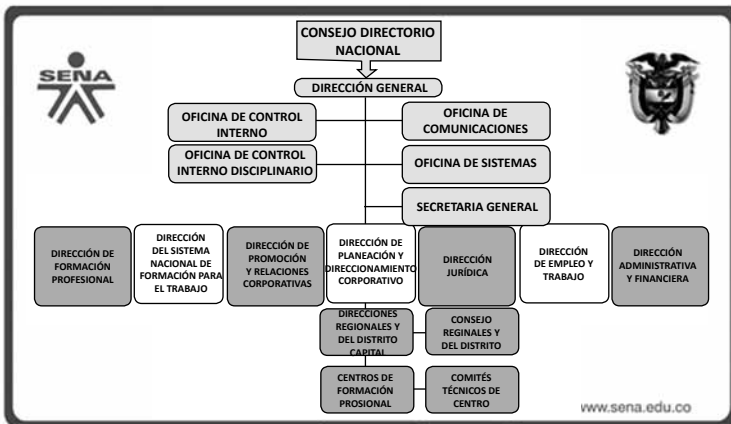 CONSEJO DIRECTORIO
NACIONAL
SENA
DIRECCIÓN GENERAL
OFICINA DE CONTROL
INTERNO
OFICINA DE
COMUNICACIONES
OFICINA DE CONTROL
INTERNO DISCIPLINARIO
OFICINA DE SISTEMAS
SECRETARIA GENERAL
DIRECCIÓN DE
FORMACIÓN
PROFESIONAL
DIRECCIÓN
DEL SISTEMA
NACIONAL DE
FORMACIÓN PARA
EL TRABAJO
DIRECCIÓN DE
PROMOCIÓN
Y RELACIONES
CORPORATIVAS
DIRECCIÓN DE
PLANEACIÓN Y
DIRECCIONAMIENTO
CORPORATIVO
DIRECCIÓN
JURÍDICA
DIRECCIÓN
DE EMPLEO Y
TRABAJO
DIRECCIÓN
ADMINISTRATIVA
Y FINANCIERA
DIRECCIONES
REGIONALES Y
DEL DISTRITO
CAPITAL
CONSEJO
REGINALES Y
DEL DISTRITO
CENTROS DE
FORMACIÓN
PROSIONAL
COMITÉS
TÉCNICOS DE
CENTRO
www.sena.edu.co